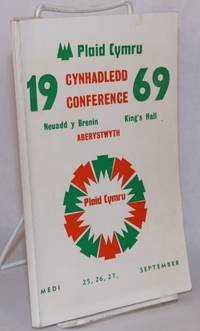 Plaid Cymru
19 CYNHADLEDD 69
CONFERENCE
Neuadd y Brenin King's Hall
ABERYSTWYTH
Plaid Cymru
MEDI 25, 26, 27, SEPTEMBER